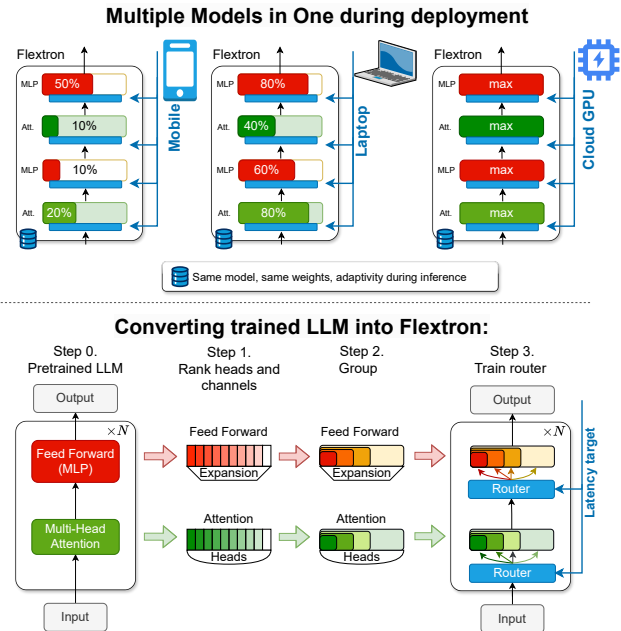 Multiple Models in One during deployment
Flextron
MLP
50%
Att.
10%
MLP
10%
Att.
20%
Mobile
Flextron
MLP
80%
Att.
40%
MLP
60%
Att.
80%
Laptop
Flextron
MLP
max
Att.
max
MLP
max
Att.
max
Cloud GPU
Same model, same weights, adaptivity during inference
Converting trained LLM into Flextron:
Step 0.
Pretrained LLM
Step 1.
Rank heads and
channels
Step 2.
Group
Step 3.
Train router
Output
×N
Feed Forward
(MLP)
Multi-Head
Attention
Input
Feed Forward
Expansion
Attention
Heads
Feed Forward
Expansion
Attention
Heads
Output
×N
Router
Router
Input
Latency target